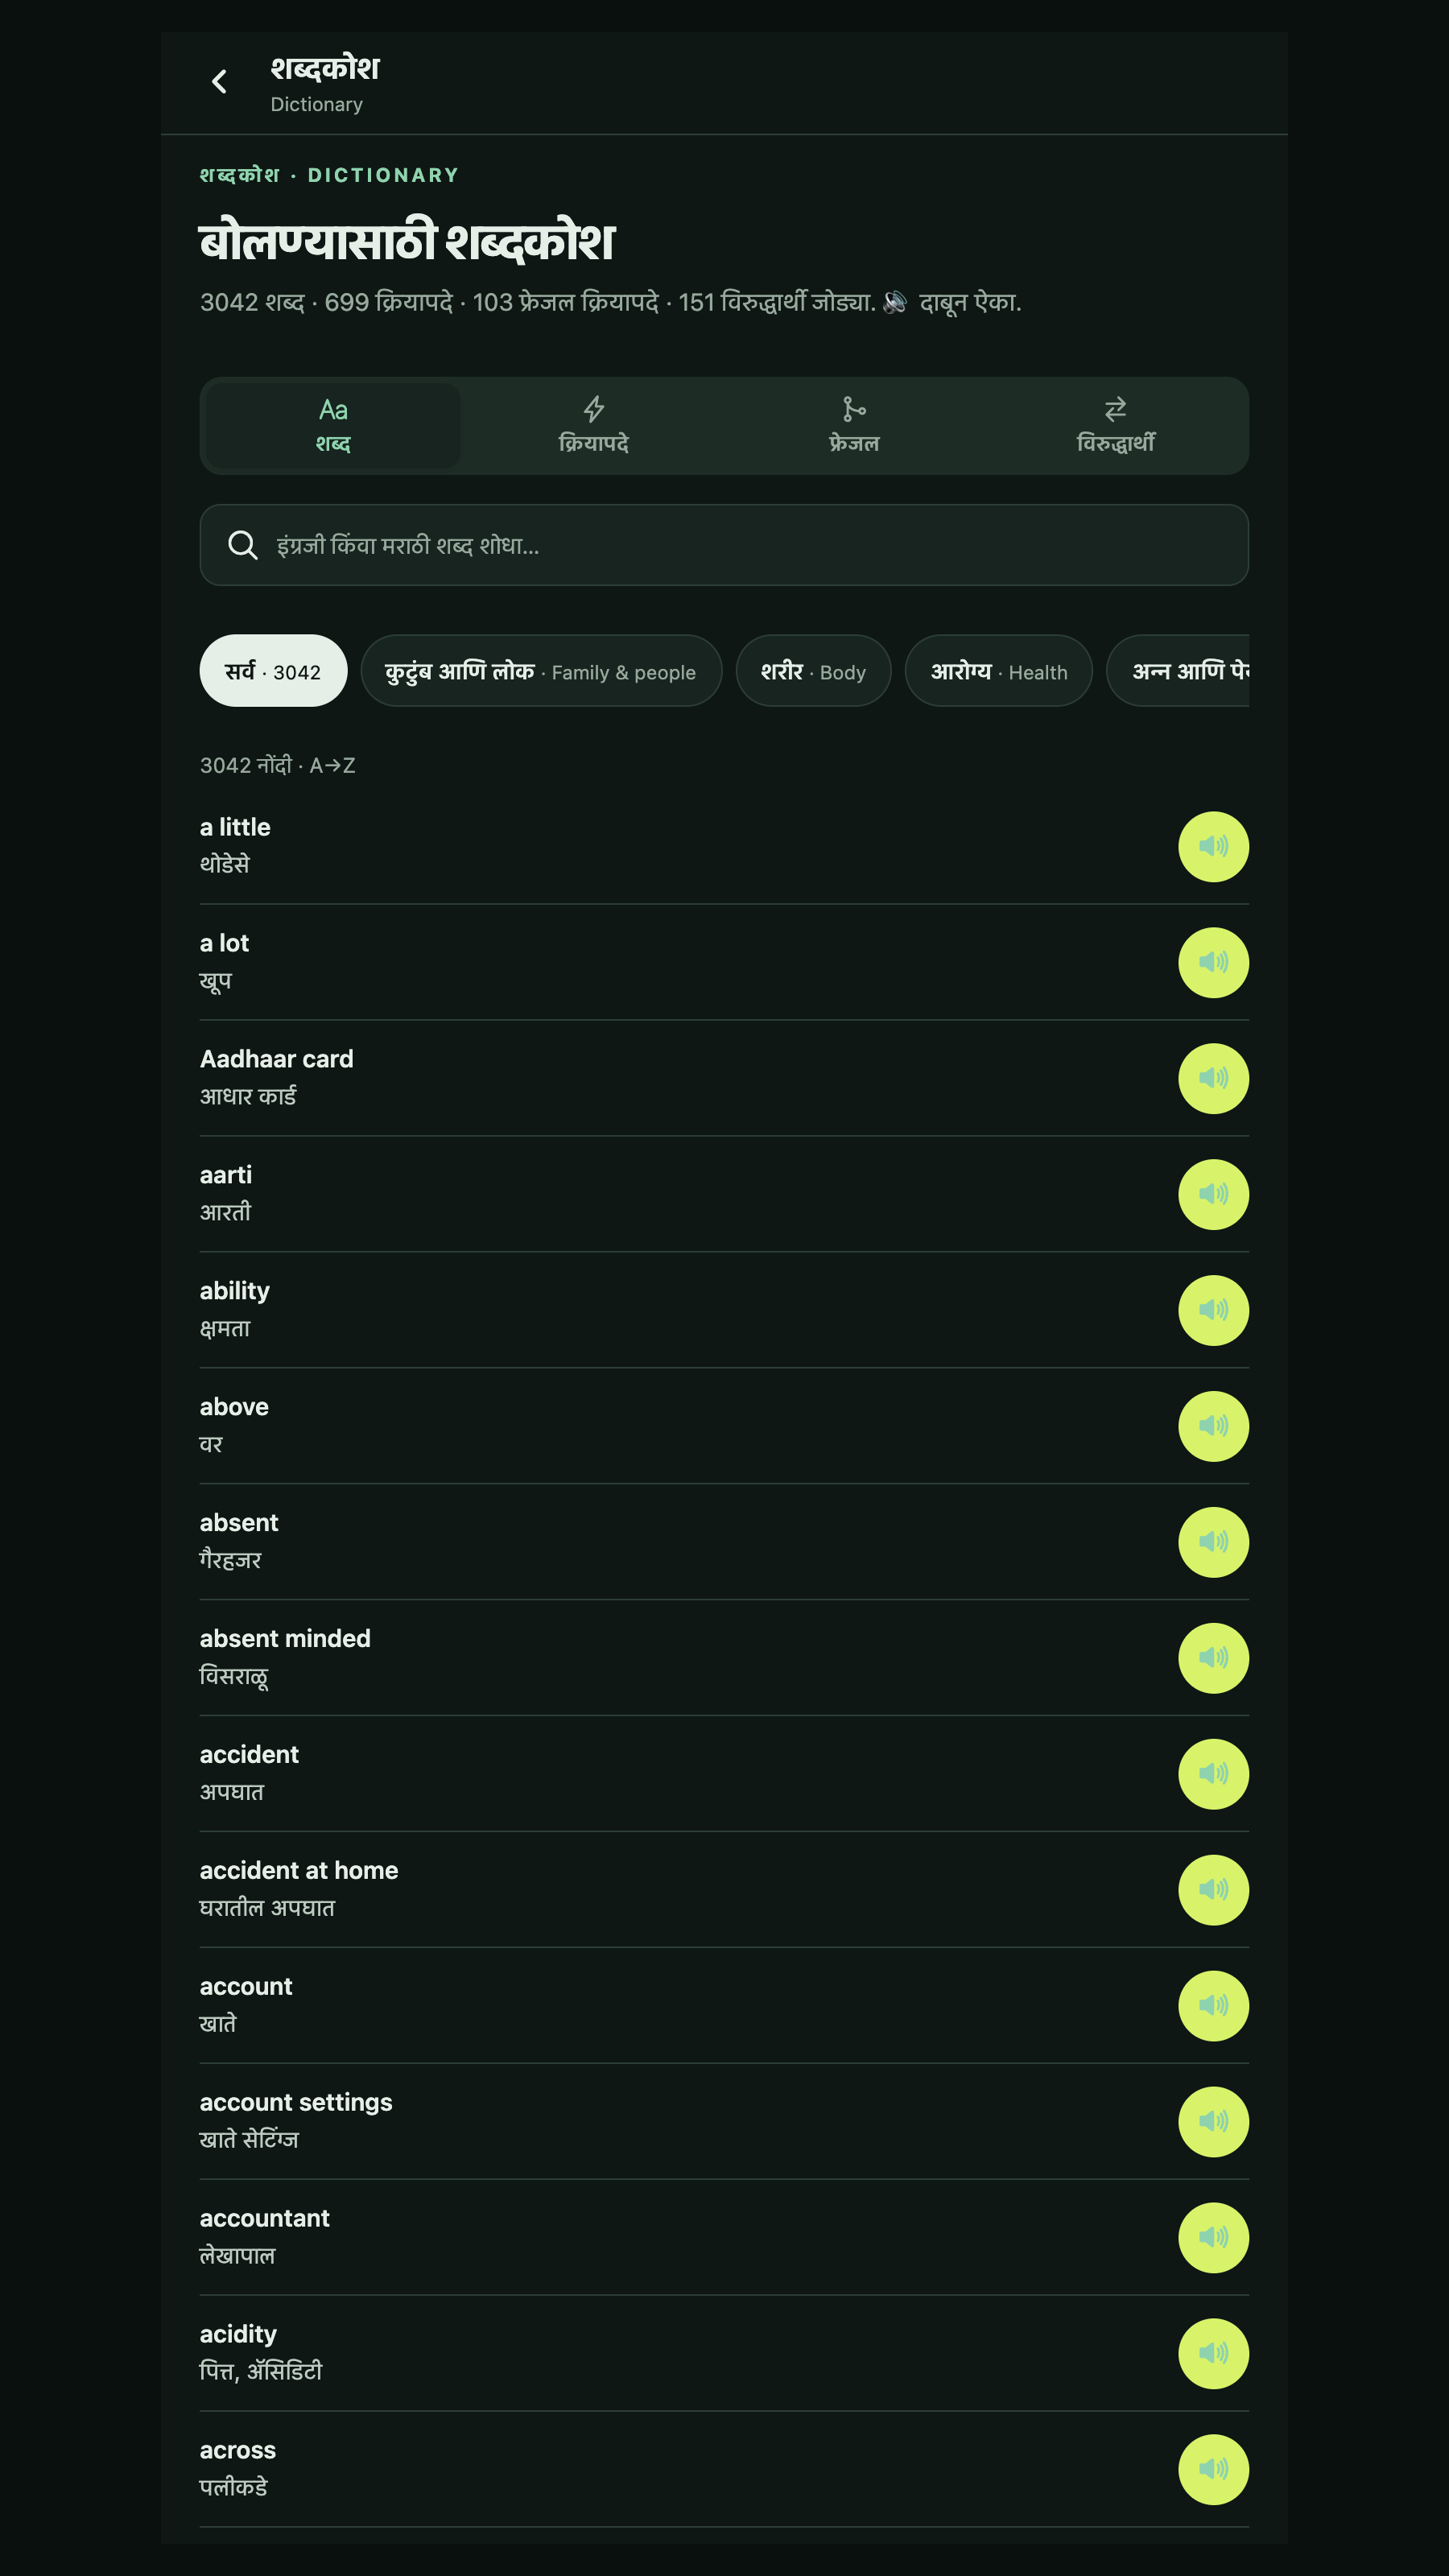 शब्दकोश
Dictionary
शब्दकोश · DICTIONARY
बोलण्यासाठी शब्दकोश
3042 शब्द · 699 क्रियापदे · 103 फ्रेजल क्रियापदे · 151 विरुद्धार्थी जोड्या. 🔊 दाबून ऐका.
Aa
शब्द
क्रियापदे
फ्रेजल
विरुद्धार्थी
इंग्रजी किंवा मराठी शब्द शोधा...
सर्व · 3042
कुटुंब आणि लोक · Family & people
शरीर · Body
आरोग्य · Health
अन्न आणि
3042 नोंदी · A→Z
a little
थोडेसे
a lot
खूप
Aadhaar card
आधार कार्ड
aarti
आरती
ability
क्षमता
above
वर
absent
गैरहजर
absent minded
विसराळू
accident
अपघात
accident at home
घरातील अपघात
account
खाते
account settings
खाते सेटिंग्ज
accountant
लेखापाल
acidity
पित्त, ॲसिडिटी
across
पलीकडे